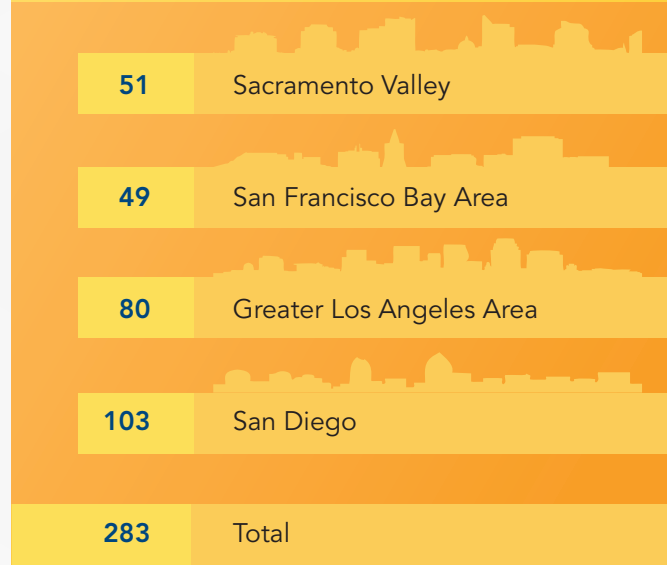 51 Sacramento Valley
49 San Francisco Bay Area
80 Greater Los Angeles Area
103 San Diego
283 Total